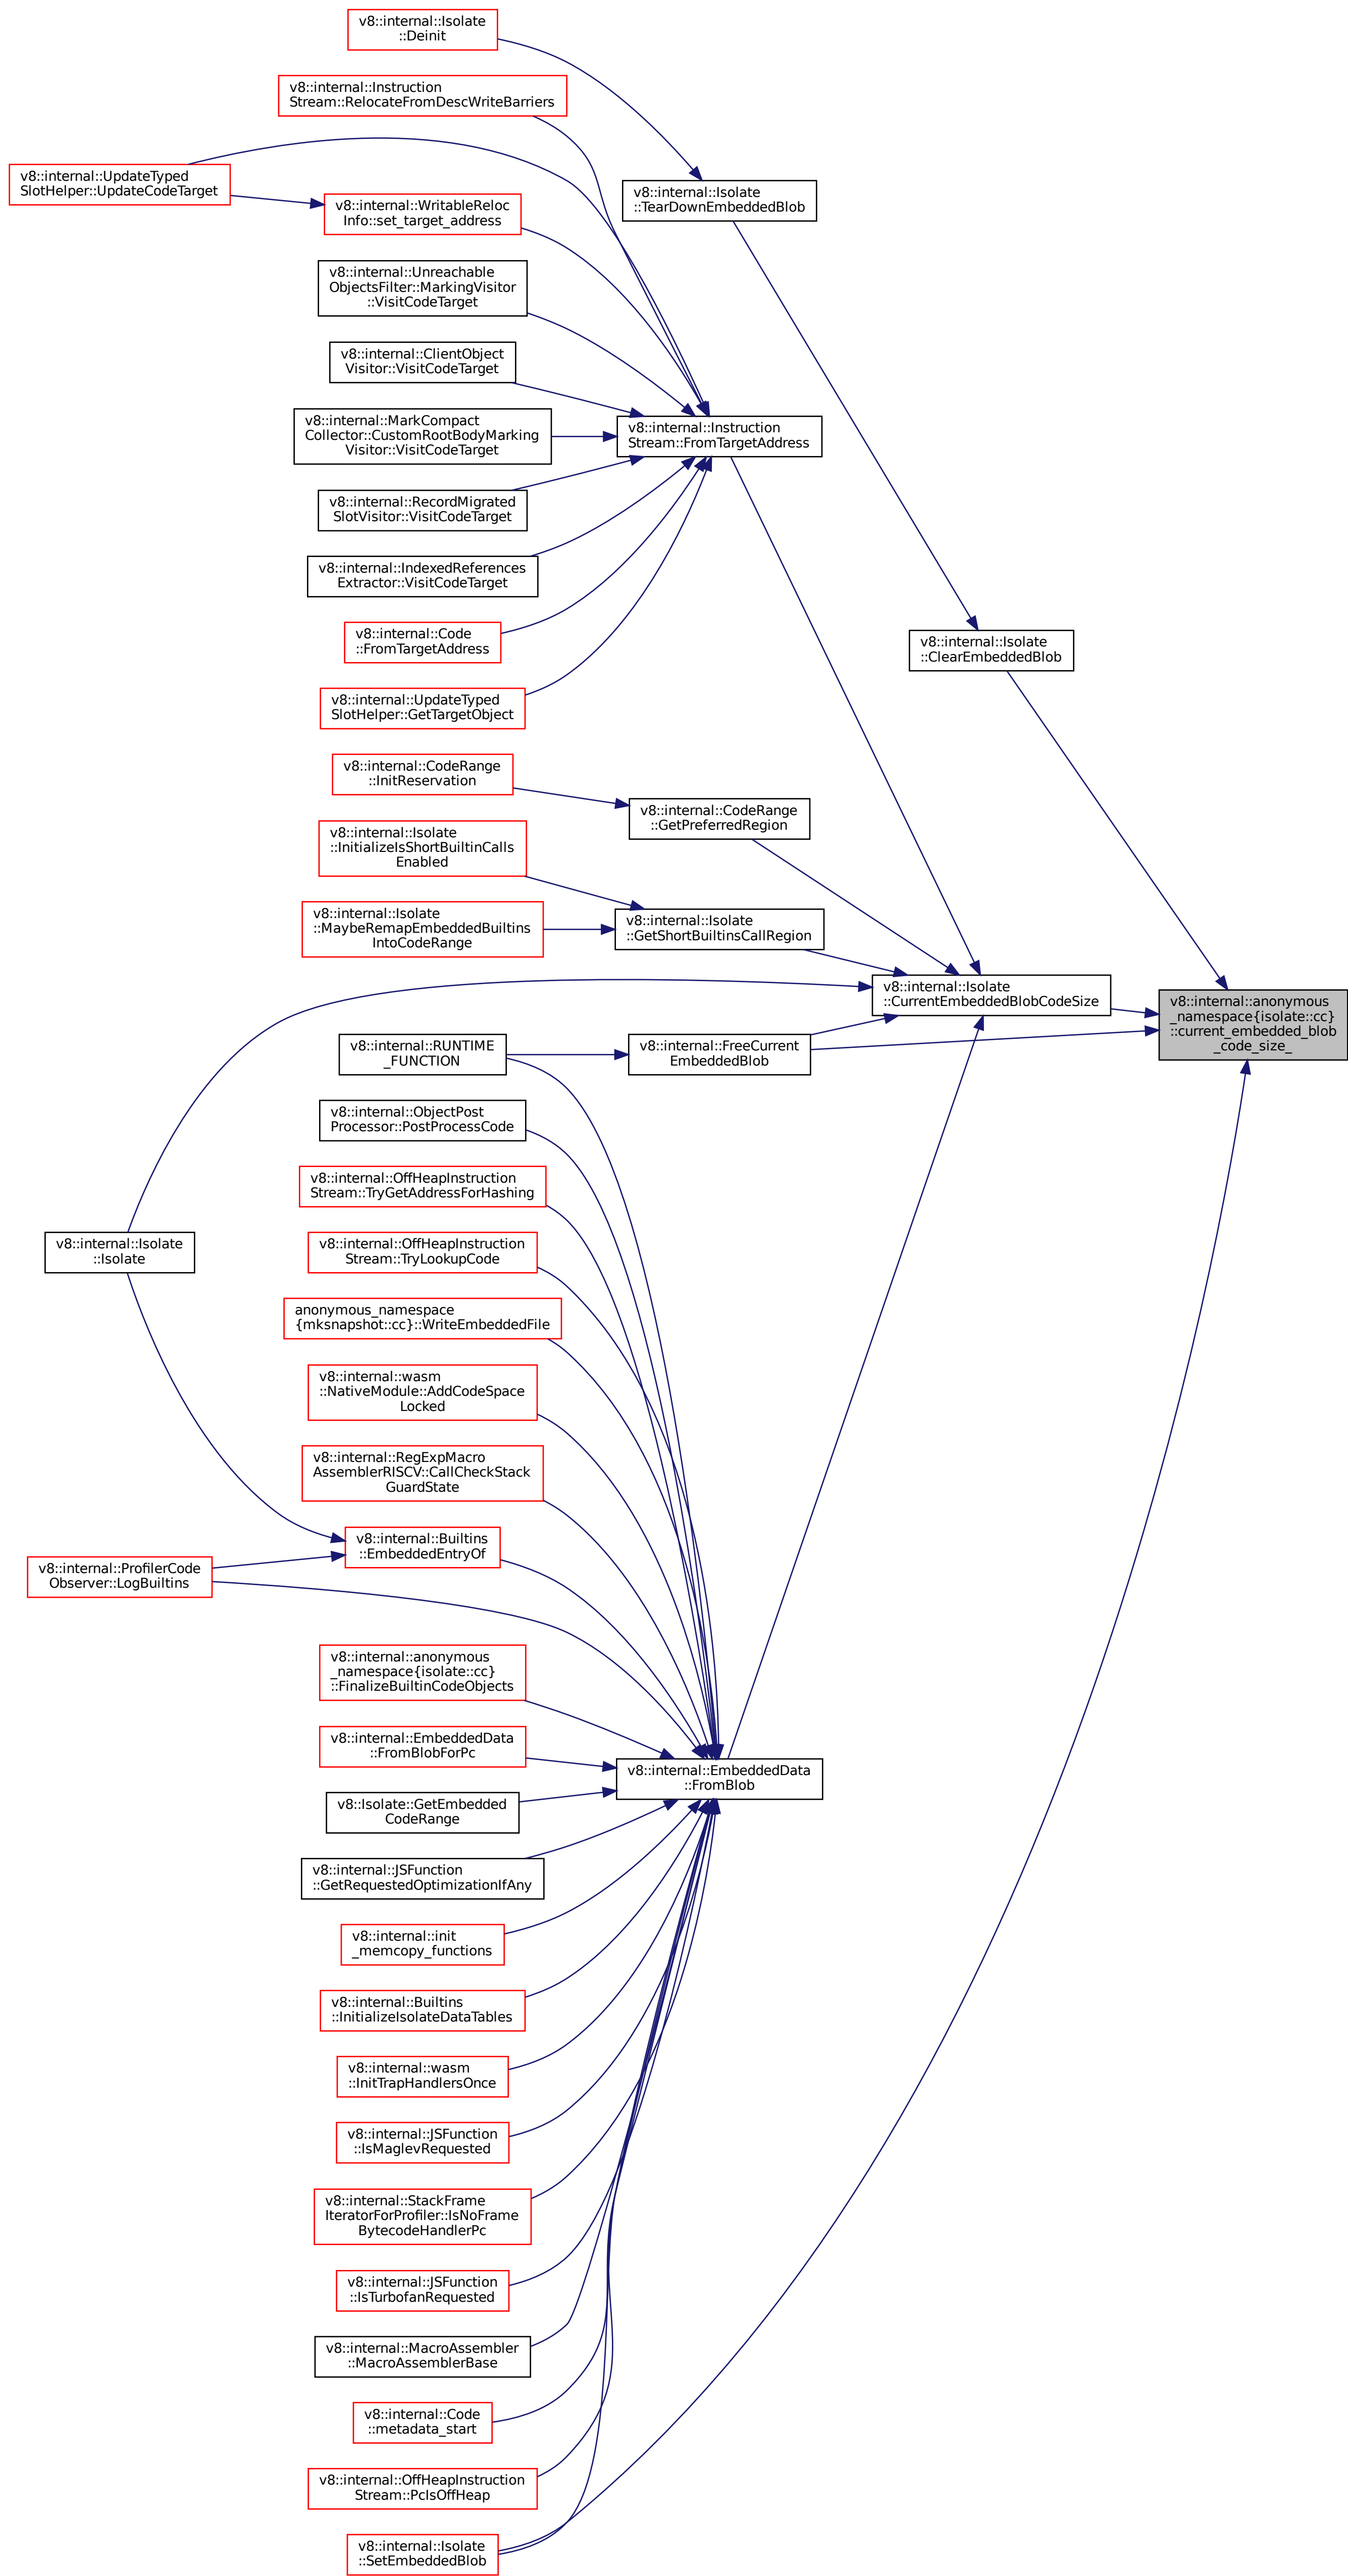 v8::internal::Isolate
::Deinit
v8::internal::Instruction
Stream::RelocateFromDescWriteBarriers
v8::internal::UpdateTyped
SlotHelper::UpdateCodeTarget
v8::internal::Isolate
::TearDownEmbeddedBlob
v8::internal::WritableReloc
Info::set_target_address
v8::internal::Unreachable
ObjectsFilter::MarkingVisitor
::VisitCodeTarget
v8::internal::ClientObject
Visitor::VisitCodeTarget
v8::internal::MarkCompact
Collector::CustomRootBodyMarking
Visitor::VisitCodeTarget
v8::internal::Instruction
Stream::FromTargetAddress
v8::internal::RecordMigrated
SlotVisitor::VisitCodeTarget
v8::internal::IndexedReferences
Extractor::VisitCodeTarget
v8::internal::Code
::FromTargetAddress
v8::internal::Isolate
::ClearEmbeddedBlob
v8::internal::UpdateTyped
SlotHelper::GetTargetObject
v8::internal::CodeRange
::InitReservation
v8::internal::CodeRange
::GetPreferredRegion
v8::internal::Isolate
::InitializeIsShortBuiltinCalls
Enabled
v8::internal::Isolate
::MaybeRemapEmbeddedBuiltins
IntoCodeRange
v8::internal::Isolate
::GetShortBuiltinsCallRegion
v8::internal::Isolate
::CurrentEmbeddedBlobCodeSize
v8::internal::anonymous
_namespace{isolate::cc}
::current_embedded_blob
_code_size_
v8::internal::RUNTIME
_FUNCTION
v8::internal::FreeCurrent
EmbeddedBlob
v8::internal::ObjectPost
Processor::PostProcessCode
v8::internal::OffHeapInstruction
Stream::TryGetAddressForHashing
v8::internal::Isolate
::Isolate
v8::internal::OffHeapInstruction
Stream::TryLookupCode
anonymous_namespace
{mksnapshot::cc}::WriteEmbeddedFile
v8::internal::wasm
::NativeModule::AddCodeSpace
Locked
v8::internal::RegExpMacro
AssemblerRISCV::CallCheckStack
GuardState
v8::internal::Builtins
::EmbeddedEntryOf
v8::internal::ProfilerCode
Observer::LogBuiltins
v8::internal::anonymous
_namespace{isolate::cc}
::FinalizeBuiltinCodeObjects
v8::internal::EmbeddedData
::FromBlobForPc
v8::internal::EmbeddedData
::FromBlob
v8::Isolate::GetEmbedded
CodeRange
v8::internal::JSFunction
::GetRequestedOptimizationIfAny
v8::internal::init
_memcopy_functions
v8::internal::Builtins
::InitializeIsolateDataTables
v8::internal::wasm
::InitTrapHandlersOnce
v8::internal::JSFunction
::IsMaglevRequested
v8::internal::StackFrame
IteratorForProfiler::IsNoFrame
BytecodeHandlerPc
v8::internal::JSFunction
::IsTurbofanRequested
v8::internal::MacroAssembler
::MacroAssemblerBase
v8::internal::Code
::metadata_start
v8::internal::OffHeapInstruction
Stream::PcIsOffHeap
v8::internal::Isolate
::SetEmbeddedBlob